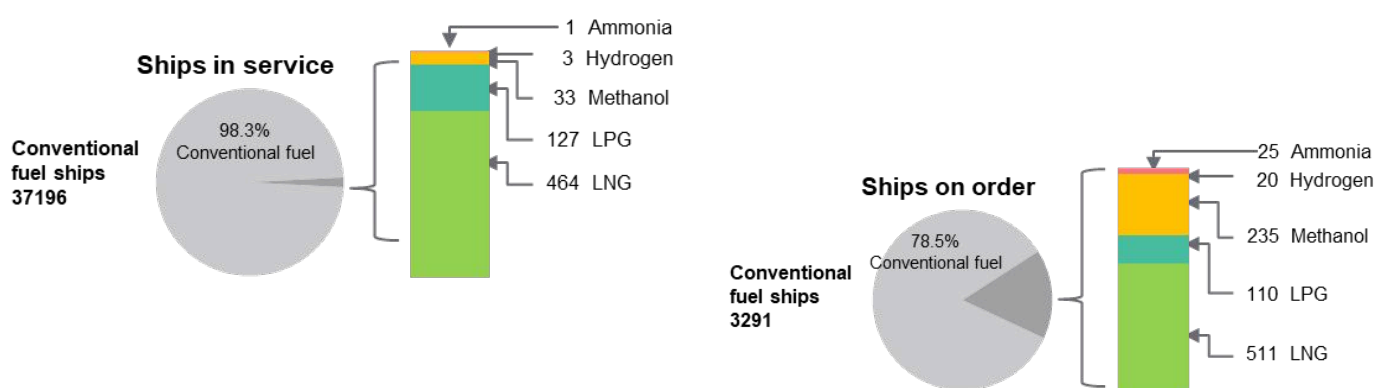 Ships in service
98.3%
Conventional fuel
Conventional
fuel ships
37196
1 Ammonia
3 Hydrogen
33 Methanol
127 LPG
464 LNG
Ships on order
78.5%
Conventional fuel
Conventional
fuel ships
3291
25 Ammonia
20 Hydrogen
235 Methanol
110 LPG
511 LNG